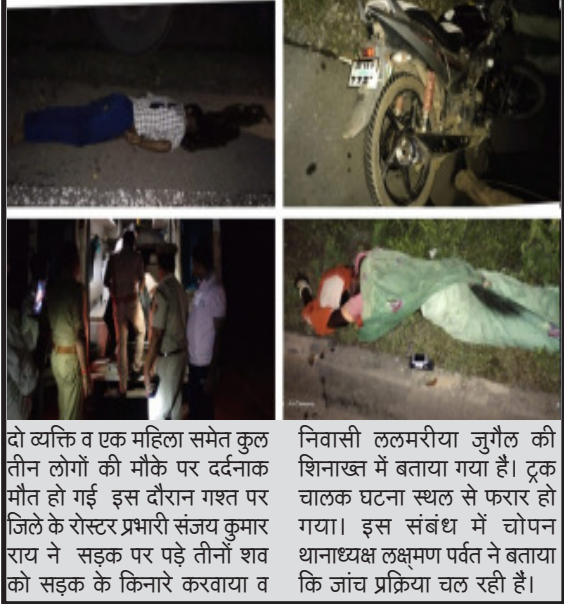 दो व्यक्ति व एक महिला समेत कुल
तीन लोगों की मौके पर दर्दनाक
मौत हो गई इस दौरान गश्त पर
जिले के रोस्टर प्रभारी संजय कुमार
राय ने सड़क पर पड़े तीनों शव
को सड़क के किनारे करवाया व
निवासी ललमरीया जुगैल की
शिनाख्त में बताया गया हैं। ट्रक
चालक घटना स्थल से फरार हो
गया। इस संबंध में चोपन
थानाध्यक्ष लक्ष्मण पर्वत ने बताया
कि जांच प्रक्रिया चल रही हैं।